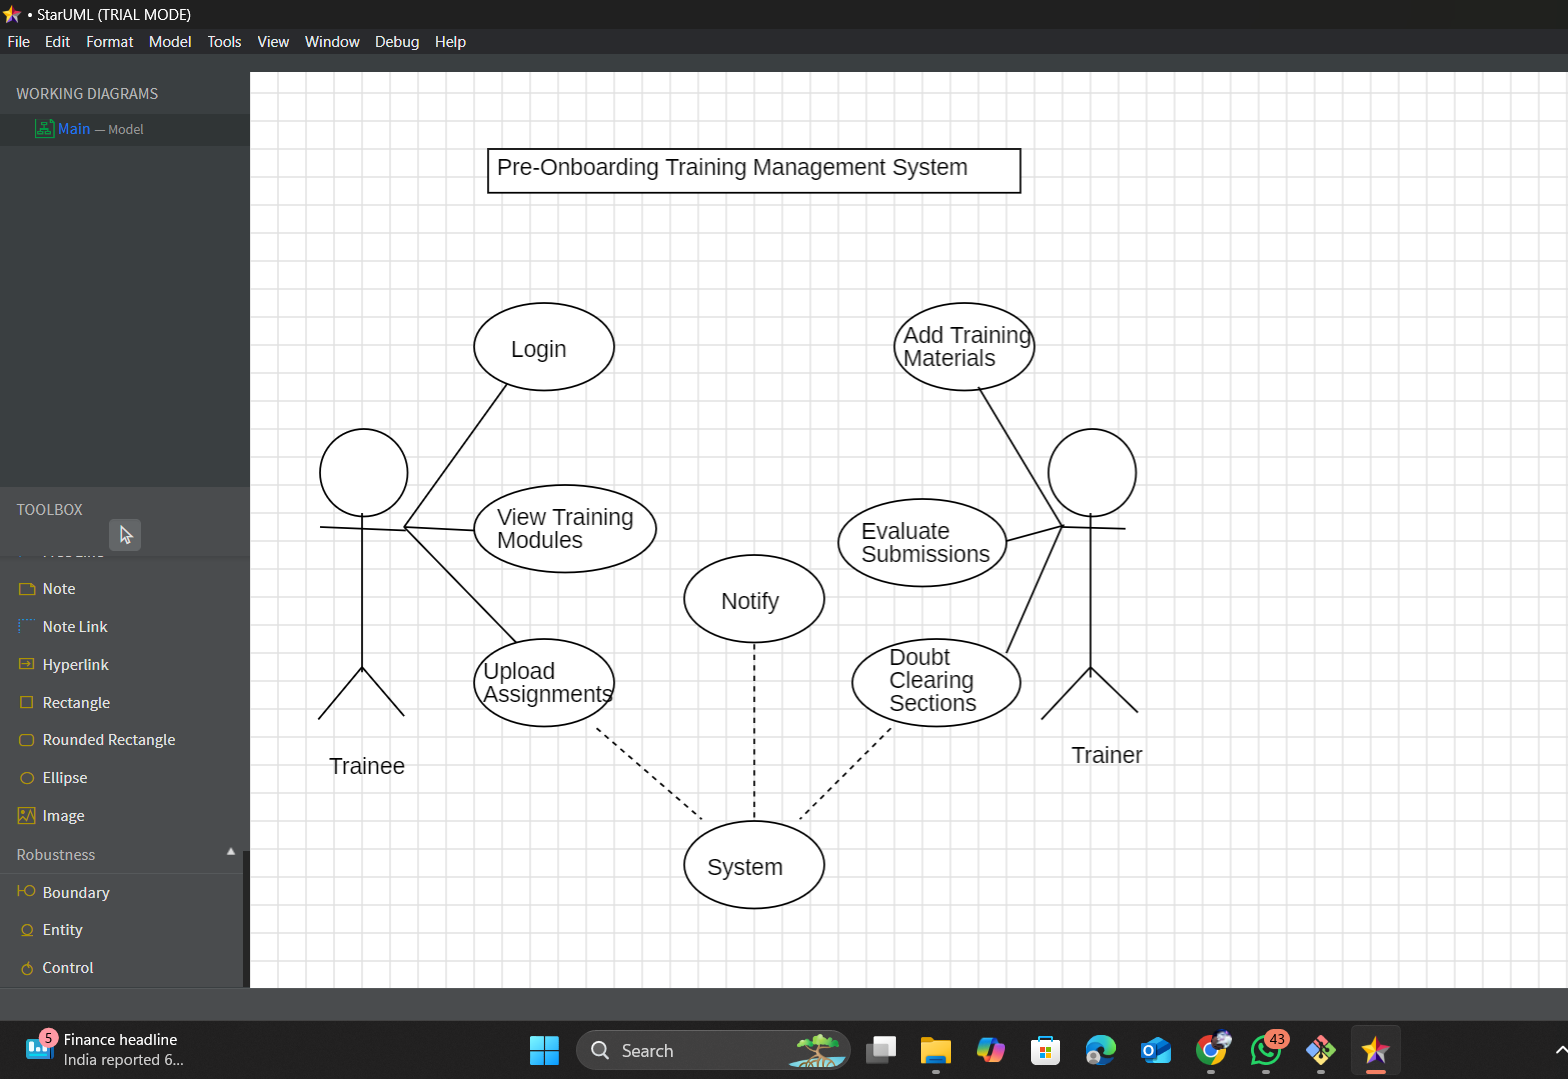 • StarUML (TRIAL MODE)
File Edit Format Model Tools View Window Debug Help
WORKING DIAGRAMS
Main — Model
TOOLBOX
Note
Note Link
Hyperlink
Rectangle
Rounded Rectangle
Ellipse
Image
Robustness
Boundary
Entity
Control
Pre-Onboarding Training Management System
Login
Add Training
Materials
View Training
Modules
Evaluate
Submissions
Notify
Upload
Assignments
Doubt
Clearing
Sections
Trainee
Trainer
System
5
Finance headline
India reported 6...
Search
43